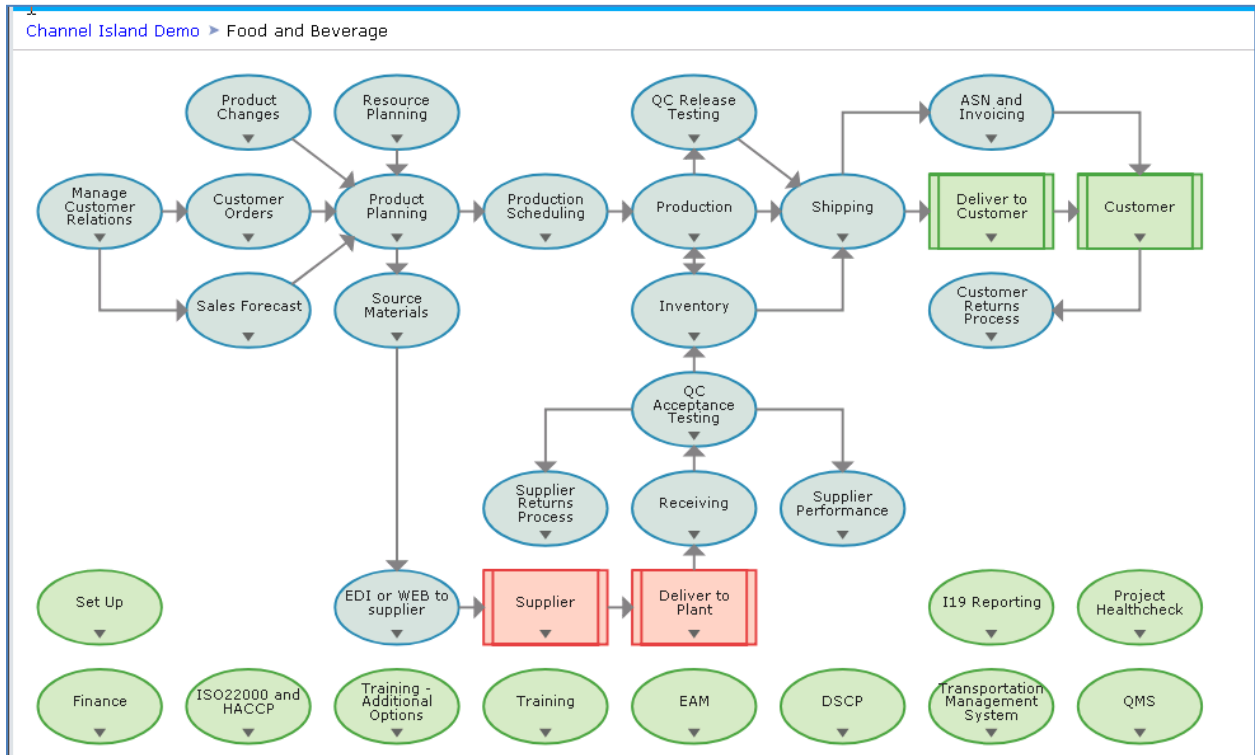 Channel Island Demo ➤ Food and Beverage
Product
Changes
Resource
Planning
QC Release
Testing
ASN and
Invoicing
Manage
Customer
Relations
Customer
Orders
Product
Planning
Production
Scheduling
Production
Shipping
Deliver to
Customer
Customer
Sales Forecast
Source
Materials
Inventory
Customer
Returns
Process
QC
Acceptance
Testing
Supplier
Returns
Process
Receiving
Supplier
Performance
Set Up
EDI or WEB to
supplier
Supplier
Deliver to
Plant
I19 Reporting
Project
Healthcheck
Finance
ISO22000 and
HACCP
Training -
Additional
Options
Training
EAM
DSCP
Transportation
Management
System
QMS